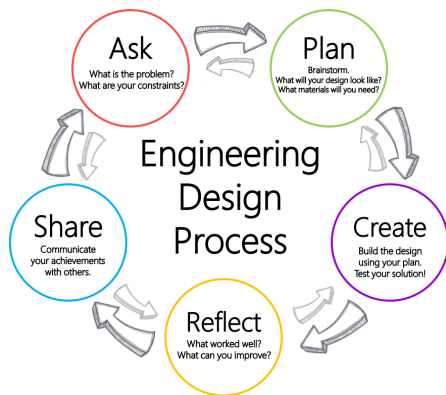 Ask
What is the problem?
What are your constraints?
Plan
Brainstorm.
What will your design look like?
What materials will you need?
Engineering
Design
Process
Share
Communicate
your achievements
with others.
Create
Build the design
using your plan.
Test your solution!
Reflect
What worked well?
What can you improve?